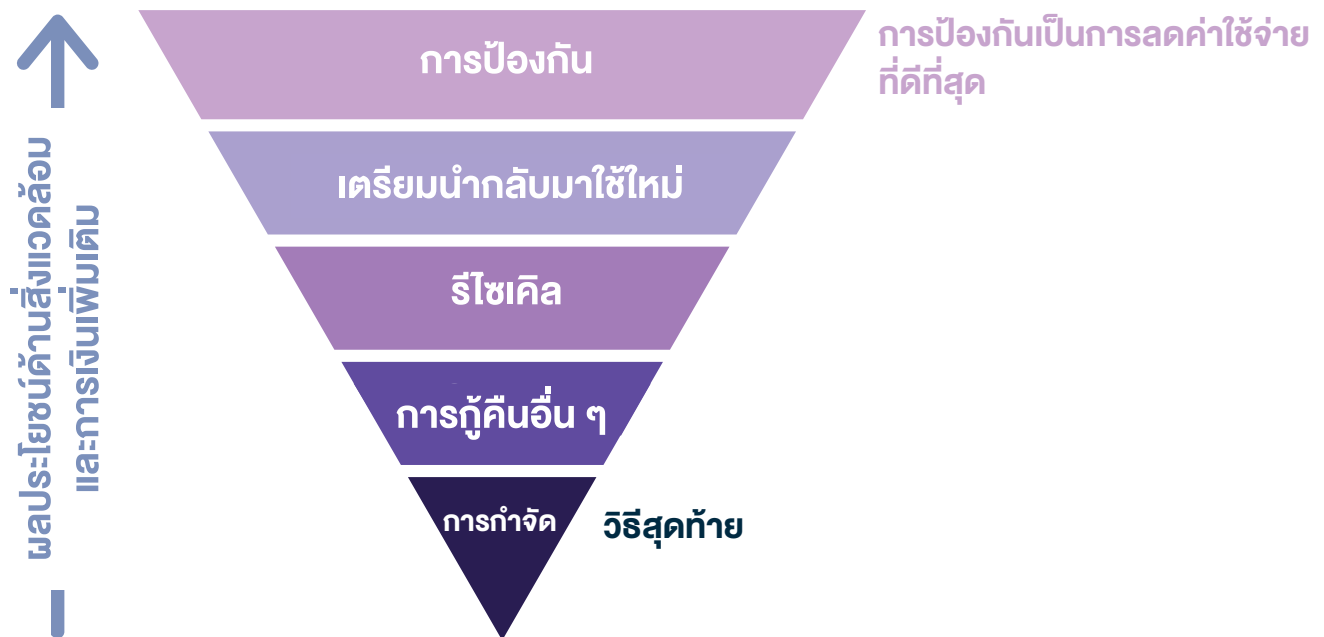 การป้องกัน
การป้องกันเป็นการลดค่าใช้จ่าย
ที่ดีที่สุด
เตรียมนำกลับมาใช้ใหม่
รีไซเคิล
การกู้คืนอื่น ๆ
การกำจัด
วิธีสุดท้าย
ผลประโยชน์ด้านสิ่งแวดล้อม
และการเงินเพิ่มเติม